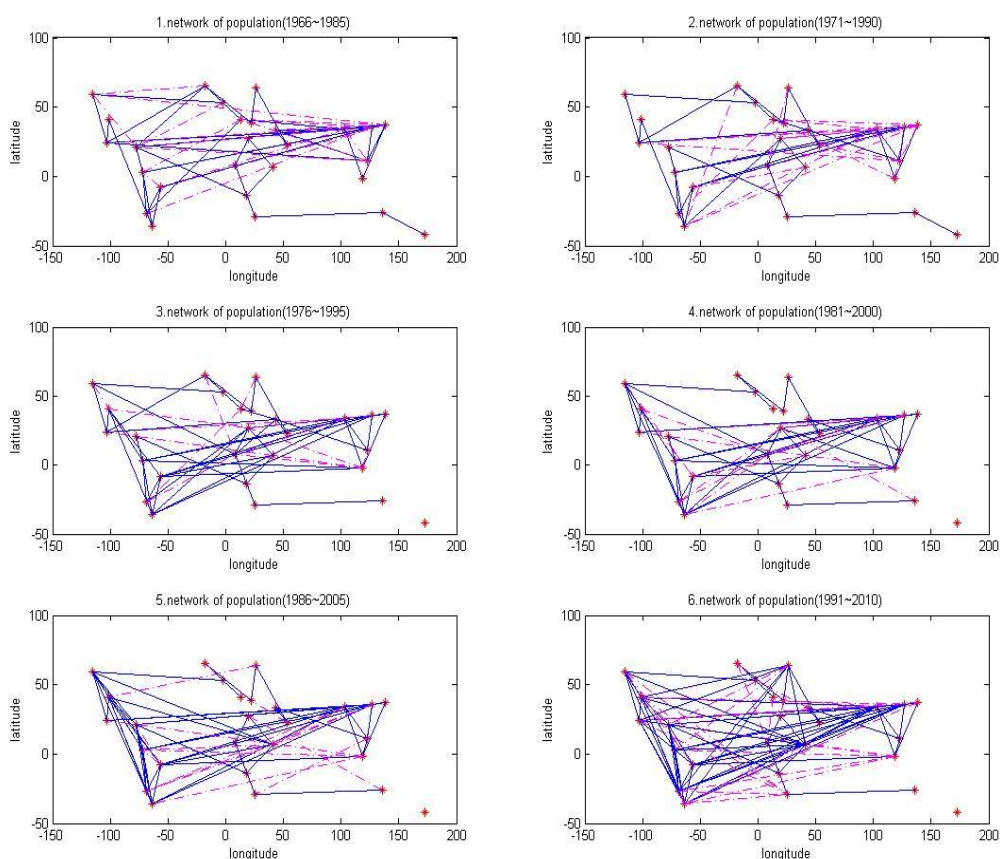 1.network of population(1966~1985)
100
50
0
-50
latitude
-150 -100 -50 0 50 100 150 200
longitude
2.network of population(1971~1990)
100
50
0
-50
latitude
-150 -100 -50 0 50 100 150 200
longitude
3.network of population(1976~1995)
100
50
0
-50
latitude
-150 -100 -50 0 50 100 150 200
longitude
4.network of population(1981~2000)
100
50
0
-50
latitude
-150 -100 -50 0 50 100 150 200
longitude
5.network of population(1986~2005)
100
50
0
-50
latitude
-150 -100 -50 0 50 100 150 200
longitude
6.network of population(1991~2010)
100
50
0
-50
latitude
-150 -100 -50 0 50 100 150 200
longitude